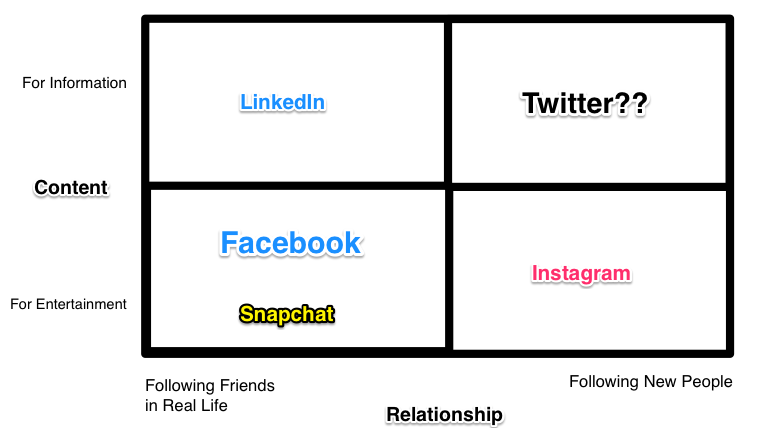 For Information
LinkedIn
Twitter??
Content
Facebook
Instagram
For Entertainment
Snapchat
Following Friends
in Real Life
Following New People
Relationship